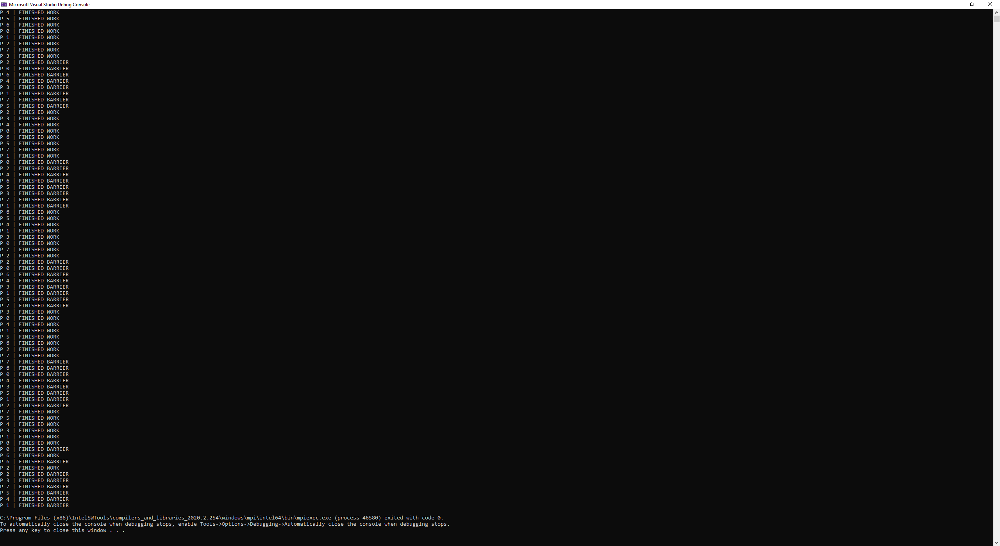 Microsoft Visual Studio Debug Console
P 4 | FINISHED WORK
P 5 | FINISHED WORK
P 6 | FINISHED WORK
P 0 | FINISHED WORK
P 1 | FINISHED WORK
P 2 | FINISHED WORK
P 7 | FINISHED WORK
P 3 | FINISHED WORK
P 2 | FINISHED BARRIER
P 0 | FINISHED BARRIER
P 6 | FINISHED BARRIER
P 4 | FINISHED BARRIER
P 3 | FINISHED BARRIER
P 1 | FINISHED BARRIER
P 7 | FINISHED BARRIER
P 5 | FINISHED BARRIER
P 2 | FINISHED WORK
P 3 | FINISHED WORK
P 4 | FINISHED WORK
P 0 | FINISHED WORK
P 6 | FINISHED WORK
P 5 | FINISHED WORK
P 7 | FINISHED WORK
P 1 | FINISHED WORK
P 0 | FINISHED BARRIER
P 2 | FINISHED BARRIER
P 4 | FINISHED BARRIER
P 6 | FINISHED BARRIER
P 5 | FINISHED BARRIER
P 3 | FINISHED BARRIER
P 7 | FINISHED BARRIER
P 1 | FINISHED BARRIER
P 6 | FINISHED WORK
P 5 | FINISHED WORK
P 4 | FINISHED WORK
P 1 | FINISHED WORK
P 3 | FINISHED WORK
P 0 | FINISHED WORK
P 7 | FINISHED WORK
P 2 | FINISHED WORK
P 2 | FINISHED BARRIER
P 0 | FINISHED BARRIER
P 6 | FINISHED BARRIER
P 4 | FINISHED BARRIER
P 3 | FINISHED BARRIER
P 1 | FINISHED BARRIER
P 5 | FINISHED BARRIER
P 7 | FINISHED BARRIER
P 3 | FINISHED WORK
P 0 | FINISHED WORK
P 4 | FINISHED WORK
P 1 | FINISHED WORK
P 5 | FINISHED WORK
P 6 | FINISHED WORK
P 2 | FINISHED WORK
P 7 | FINISHED WORK
P 7 | FINISHED BARRIER
P 6 | FINISHED BARRIER
P 0 | FINISHED BARRIER
P 4 | FINISHED BARRIER
P 3 | FINISHED BARRIER
P 5 | FINISHED BARRIER
P 1 | FINISHED BARRIER
P 2 | FINISHED BARRIER
P 7 | FINISHED WORK
P 5 | FINISHED WORK
P 4 | FINISHED WORK
P 3 | FINISHED WORK
P 1 | FINISHED WORK
P 0 | FINISHED WORK
P 0 | FINISHED BARRIER
P 6 | FINISHED WORK
P 6 | FINISHED BARRIER
P 2 | FINISHED WORK
P 2 | FINISHED BARRIER
P 3 | FINISHED BARRIER
P 7 | FINISHED BARRIER
P 5 | FINISHED BARRIER
P 4 | FINISHED BARRIER
P 1 | FINISHED BARRIER
C:\Program Files (x86)\IntelSWTools\compilers_and_libraries_2020.2.254\windows\mpi\intel64\bin\mpiexec.exe (process 46580) exited with code 0.
To automatically close the console when debugging stops, enable Tools->Options->Debugging->Automatically close the console when debugging stops.
Press any key to close this window . . .